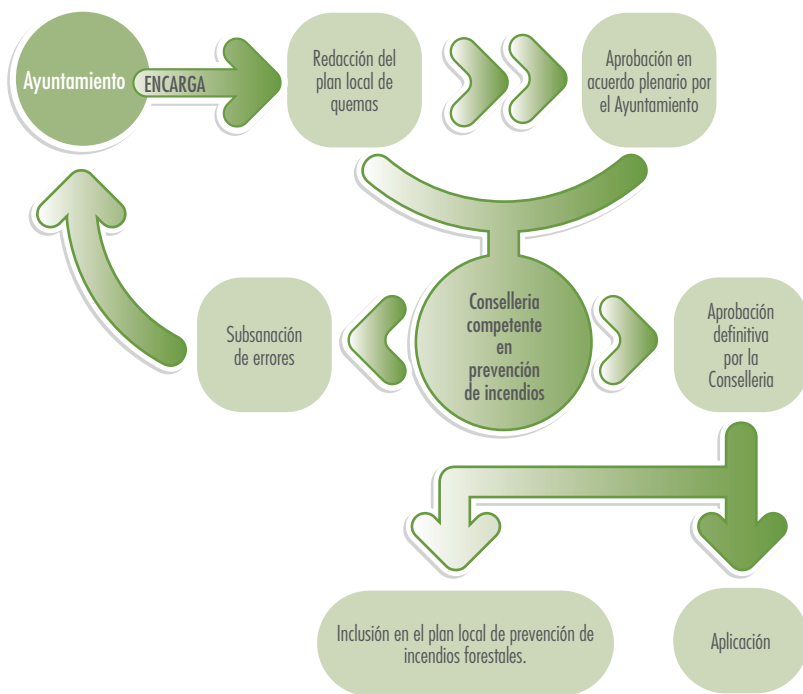 Ayuntamiento
ENCARGA
Redacción del
plan local de
quemas
Aprobación en
acuerdo plenario por
el Ayuntamiento
Subsanación
de errores
Conselleria
competente
en
prevención
de incendios
Aprobación
definitiva
por la
Conselleria
Inclusión en el plan local de prevención de
incendios forestales.
Aplicación